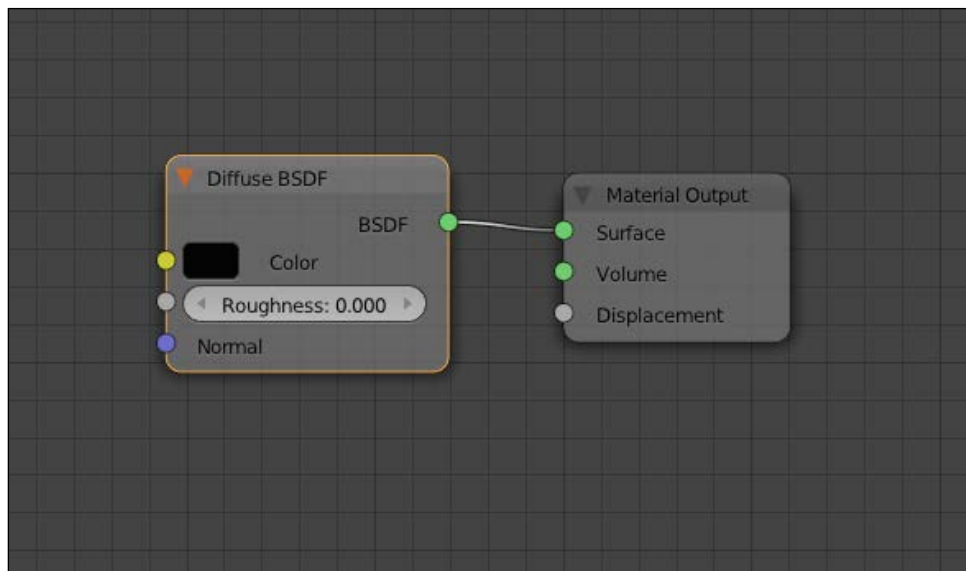 Diffuse BSDF
BSDF
Color
Roughness: 0.000
Normal
Material Output
Surface
Volume
Displacement